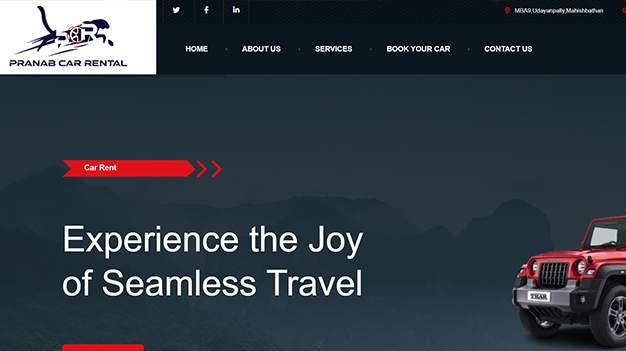 MBA9,Udayanpally,Mahishbathan
PCR
PRANAB CAR RENTAL
HOME
ABOUT US
SERVICES
BOOK YOUR CAR
CONTACT US
Car Rent
Experience the Joy
of Seamless Travel
THAR